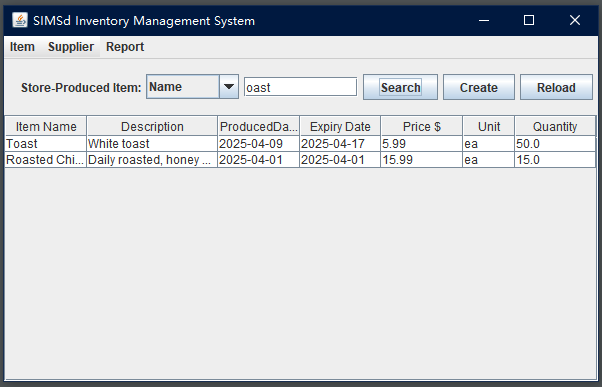 SIMSd Inventory Management System
Item Supplier Report
Store-Produced Item: Name oast Search Create Reload
Item Name Description ProducedDa... Expiry Date Price $ Unit Quantity
Toast White toast 2025-04-09 2025-04-17 5.99 ea 50.0
Roasted Chi... Daily roasted, honey ... 2025-04-01 2025-04-01 15.99 ea 15.0